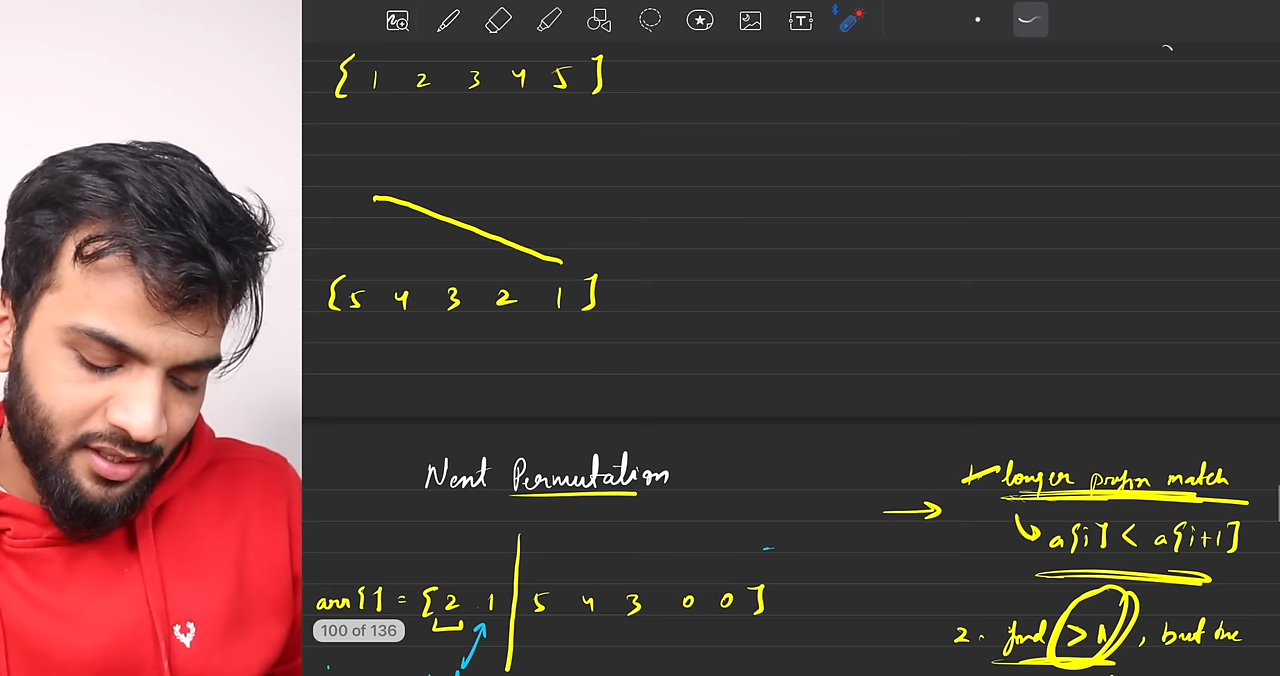 { 1 2 3 4 5 }
{ 5 4 3 2 1 }
Next Permutation
longer prefix match
a[i] < a[i+1]
arr[] = { 2 1 5 4 3 0 0 }
100 of 136
2. find > 1, but the